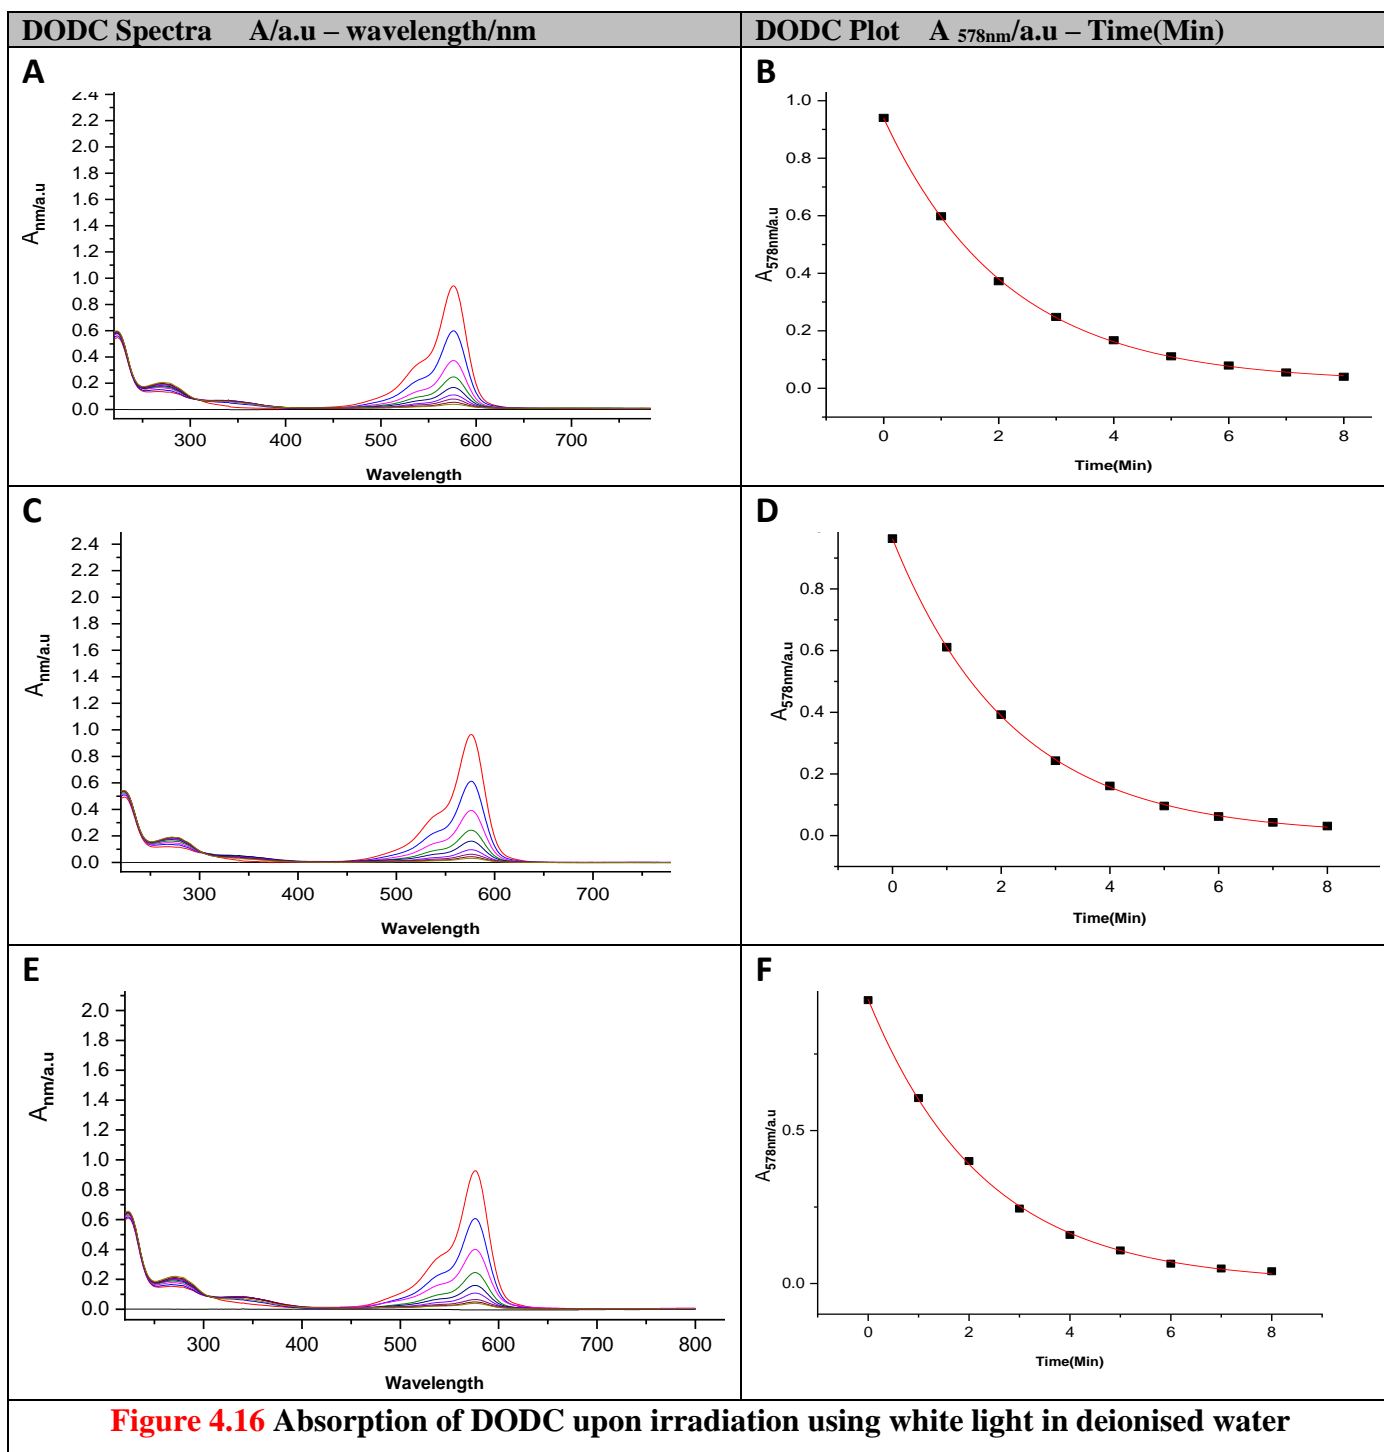 DODC Spectra A/a.u – wavelength/nm
DODC Plot A 578nm/a.u – Time(Min)
A
2.4
2.2
2.0
1.8
1.6
1.4
1.2
1.0
0.8
0.6
0.4
0.2
0.0
Anm/a.u
300 400 500 600 700
Wavelength
B
1.0
0.8
0.6
0.4
0.2
0.0
A578nm/a.u
0 2 4 6 8
Time(Min)
C
2.4
2.2
2.0
1.8
1.6
1.4
1.2
1.0
0.8
0.6
0.4
0.2
0.0
Anm/a.u
300 400 500 600 700
Wavelength
D
0.8
0.6
0.4
0.2
0.0
A578nm/a.u
0 2 4 6 8
Time(Min)
E
2.0
1.8
1.6
1.4
1.2
1.0
0.8
0.6
0.4
0.2
0.0
Anm/a.u
300 400 500 600 700 800
Wavelength
F
0.5
0.0
A578nm/a.u
0 2 4 6 8
Time(Min)
Figure 4.16 Absorption of DODC upon irradiation using white light in deionised water